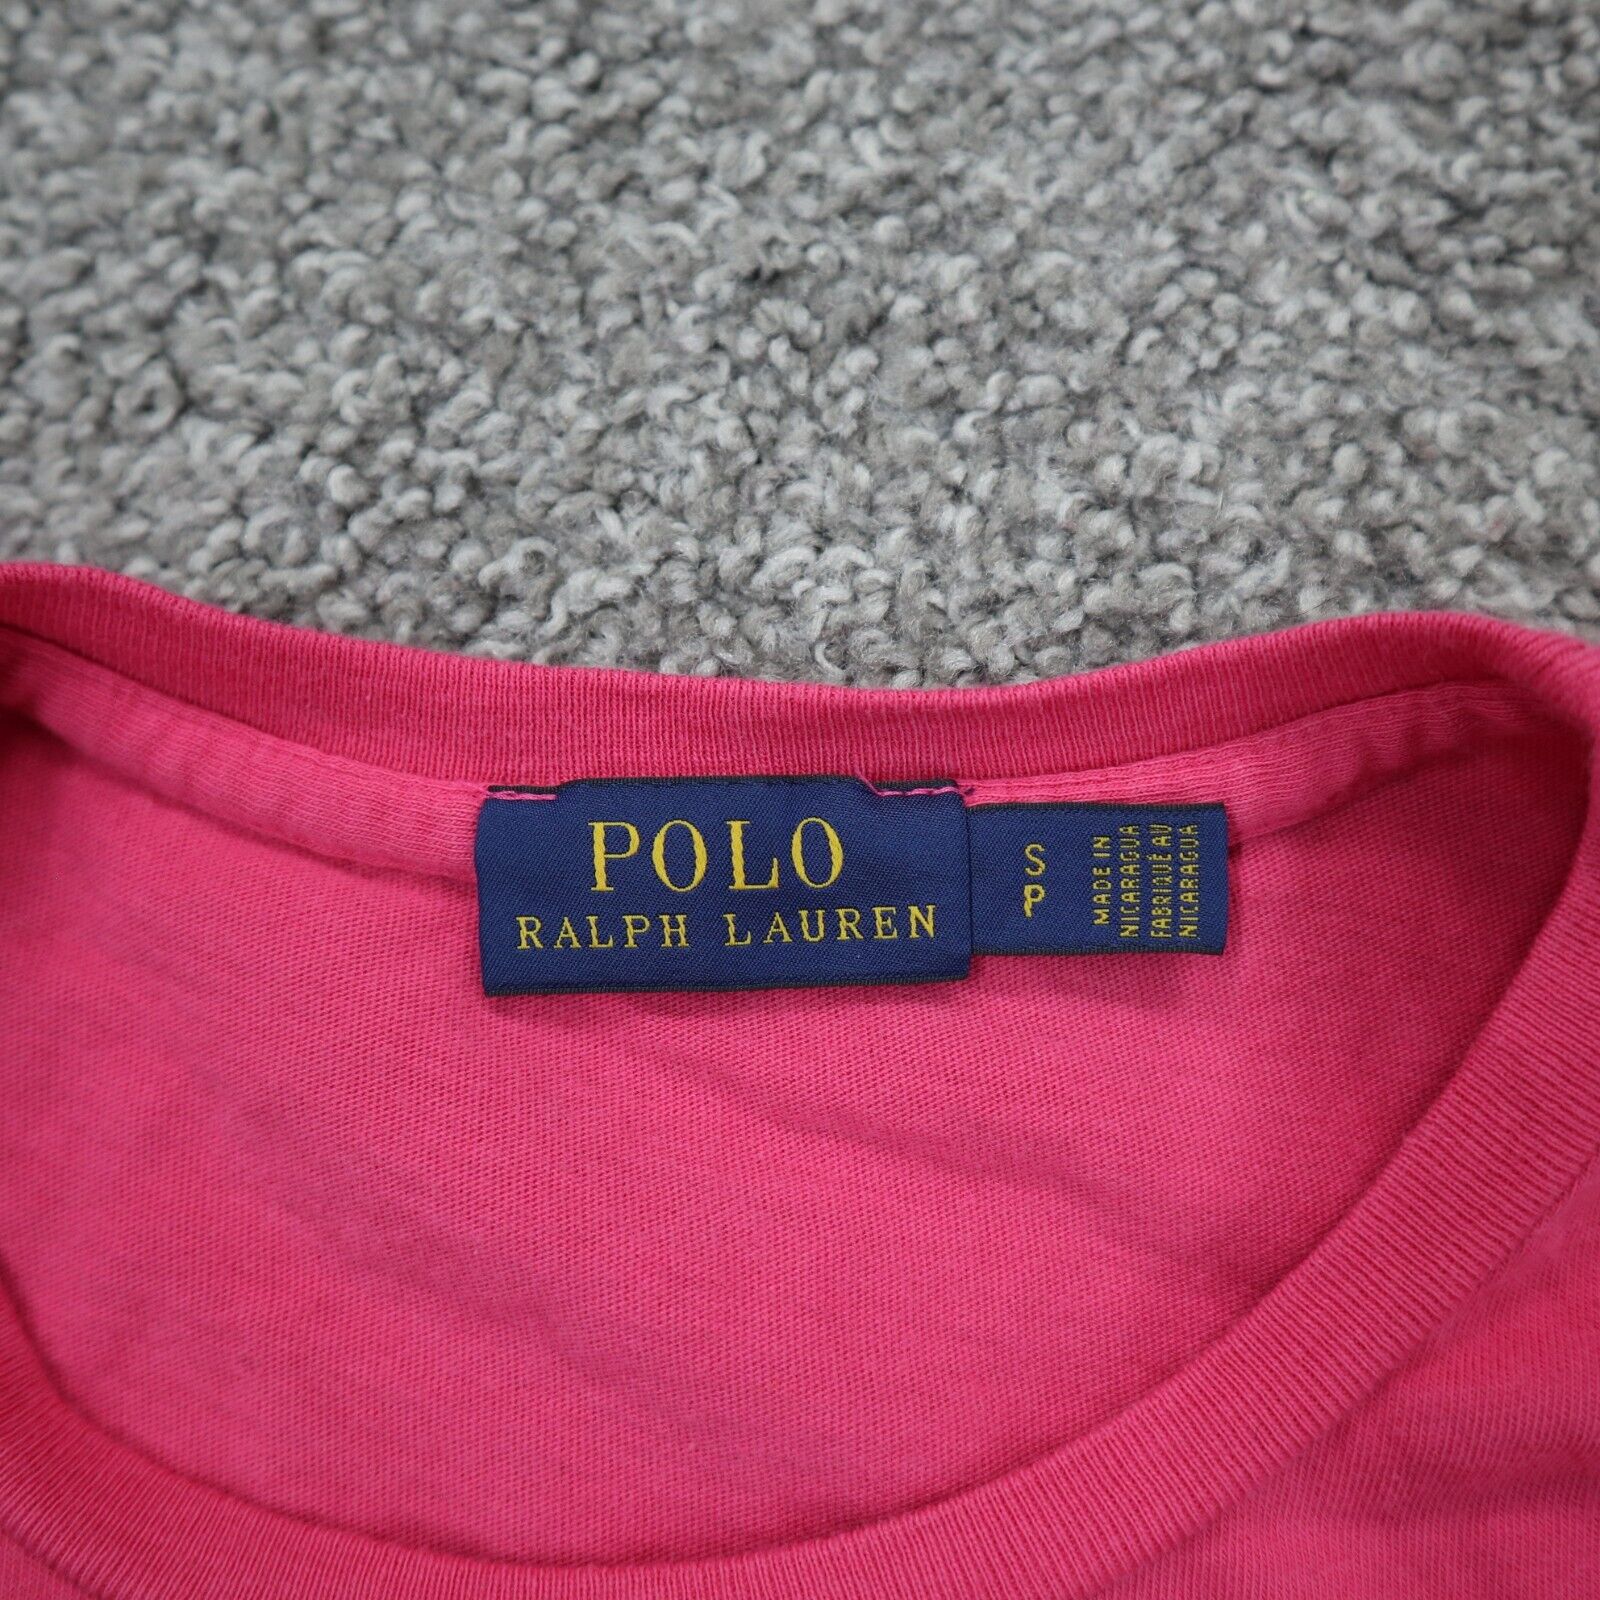 POLO
RALPH LAUREN
S
P
MADE IN
NICARAGUA
FABRIQUÉ AU
NICARAGUA